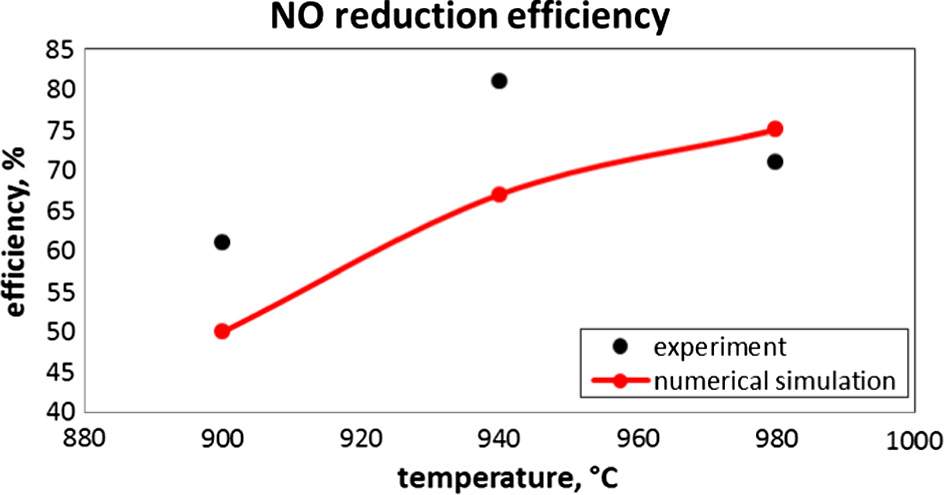 NO reduction efficiency
85
80
75
70
65
60
55
50
45
40
efficiency, %
experiment
numerical simulation
880 900 920 940 960 980 1000
temperature, °C